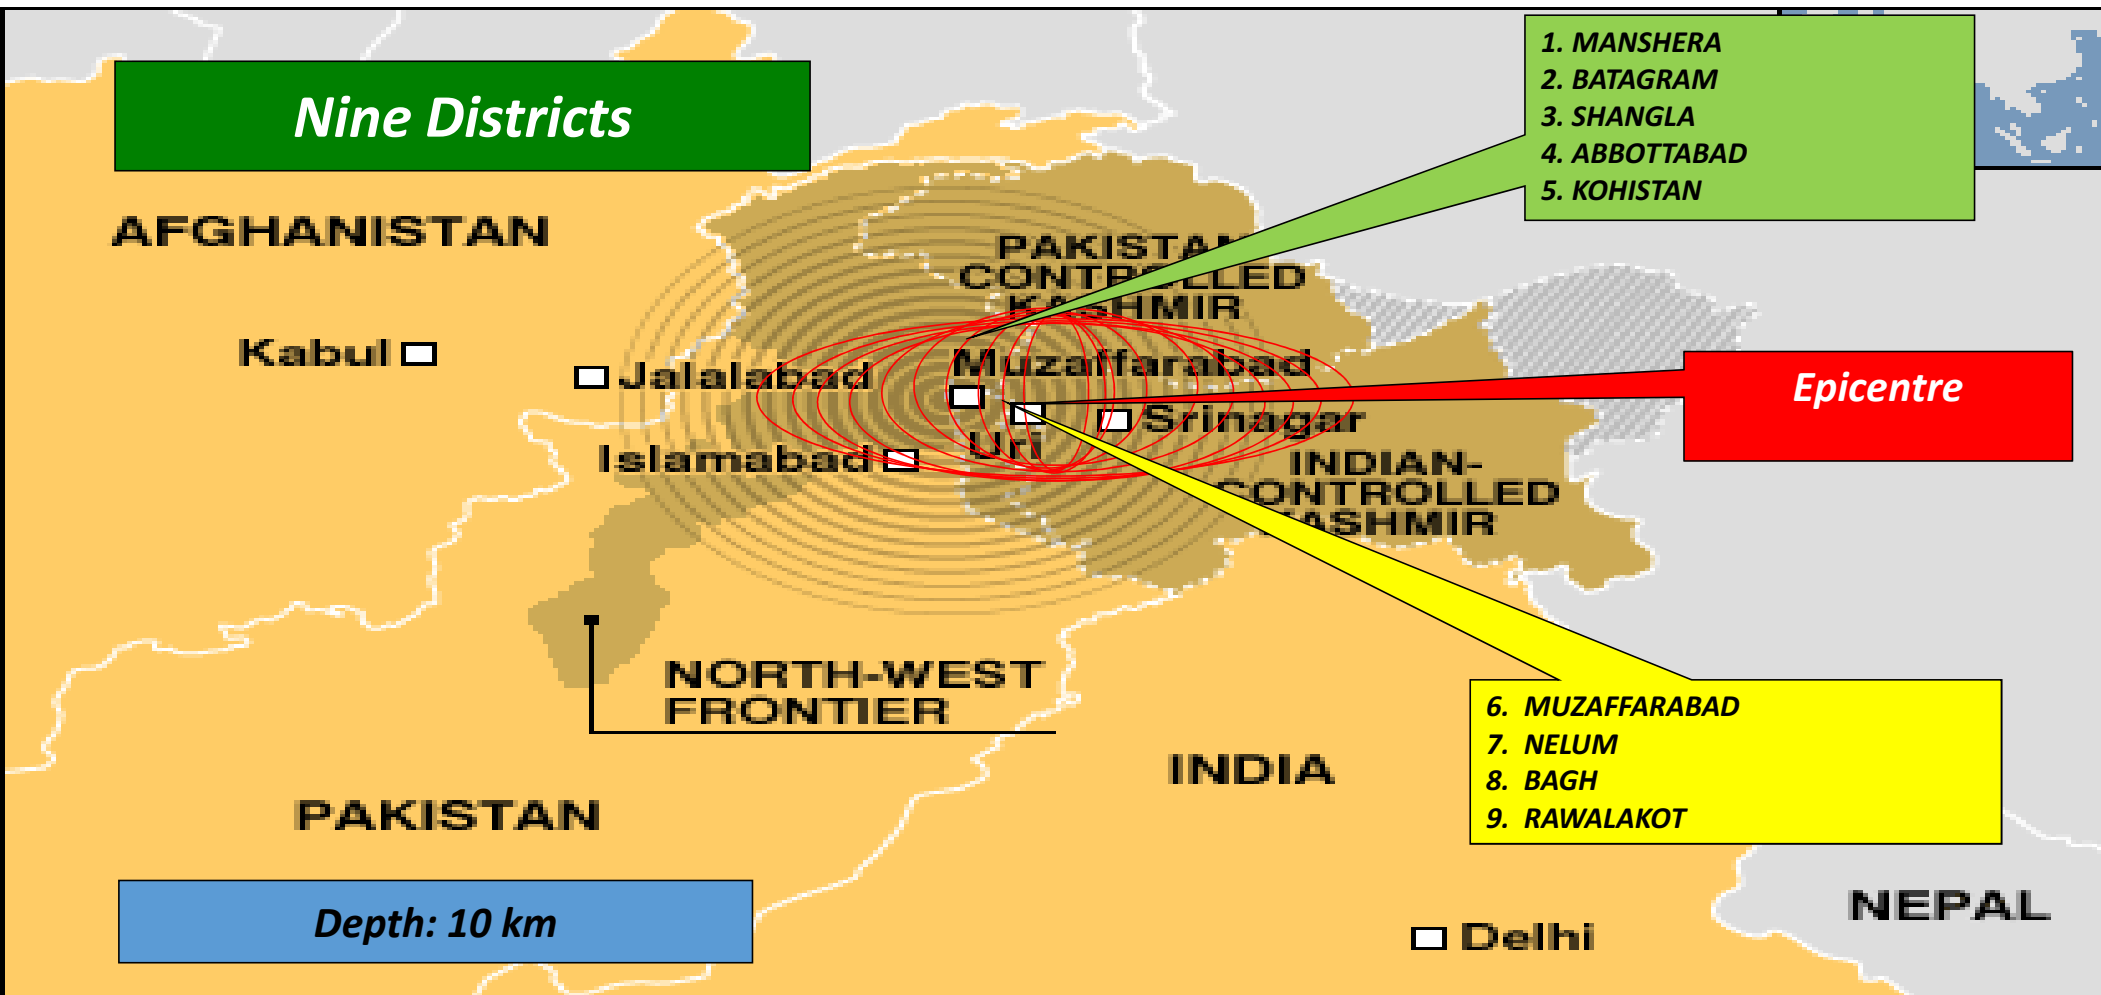 Nine Districts
1. MANSHERA
2. BATAGRAM
3. SHANGLA
4. ABBOTTABAD
5. KOHISTAN
AFGHANISTAN
PAKISTAN
CONTROLLED
KASHMIR
Kabul
Jalalabad
Muzaffarabad
Epicentre
Srinagar
Islamabad
Uri
INDIAN-
CONTROLLED
KASHMIR
NORTH-WEST
FRONTIER
6. MUZAFFARABAD
7. NELUM
8. BAGH
9. RAWALAKOT
INDIA
PAKISTAN
Depth: 10 km
Delhi
NEPAL